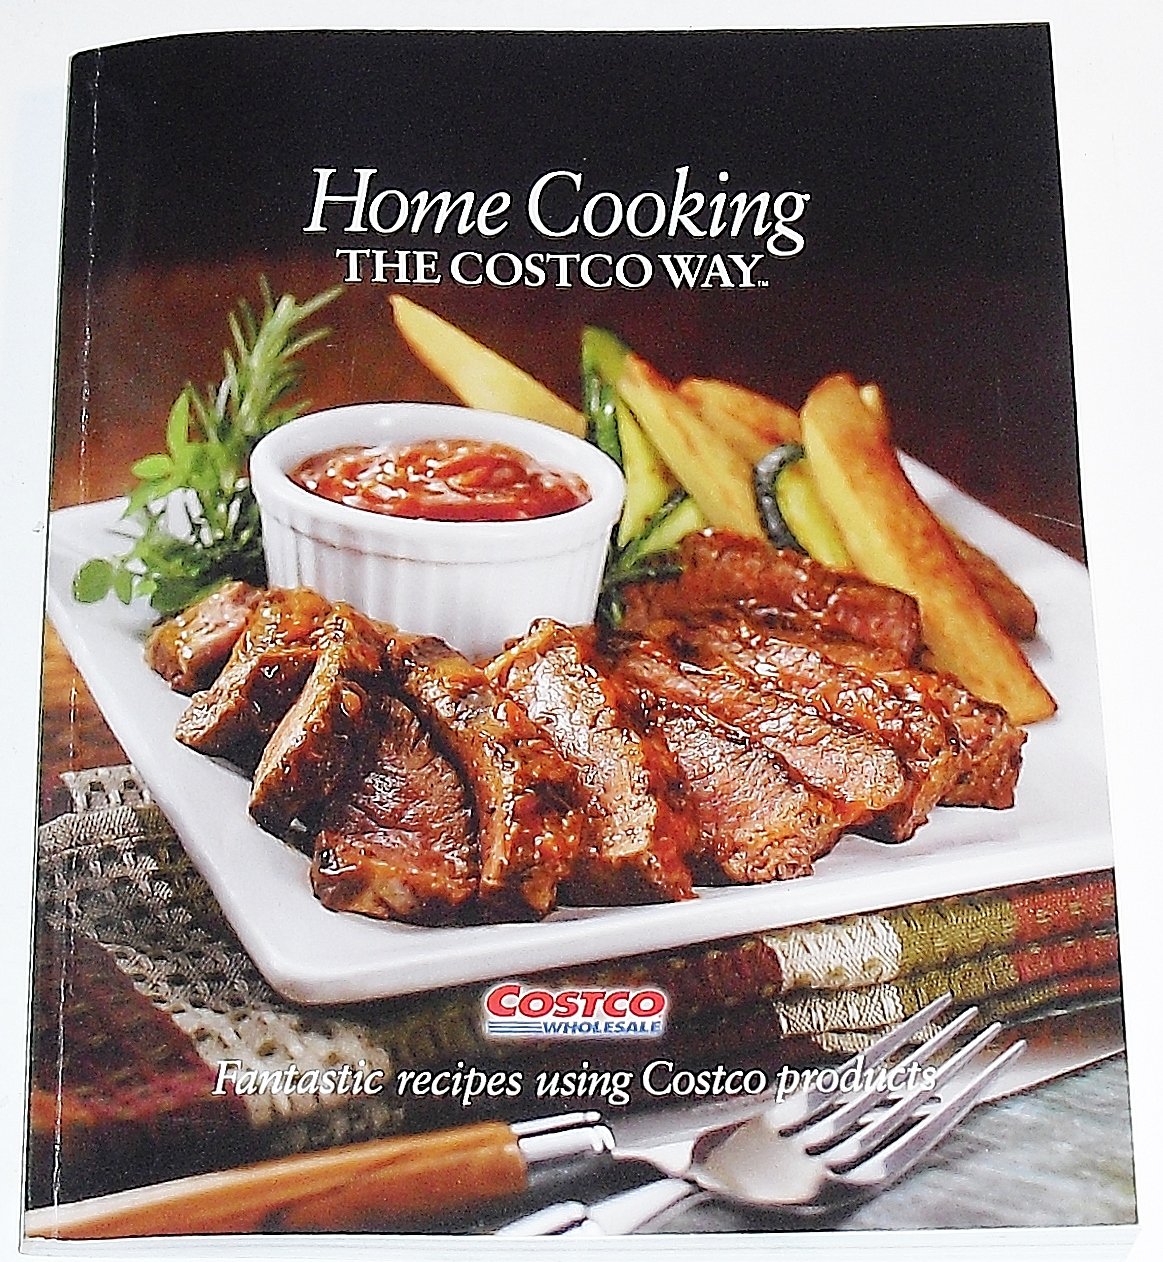 Home Cooking
THE COSTCO WAY™
COSTCO
WHOLESALE
Fantastic recipes using Costco products